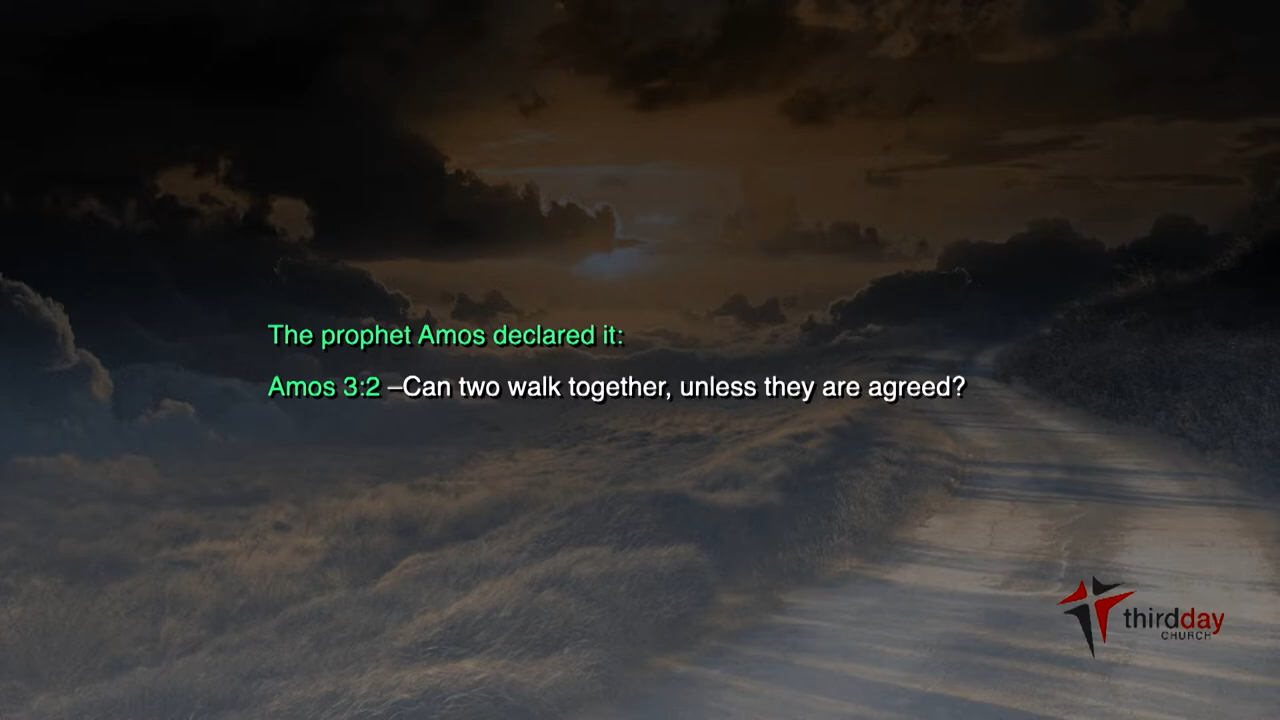 The prophet Amos declared it:
Amos 3:2 –Can two walk together, unless they are agreed?
thirdday
CHURCH